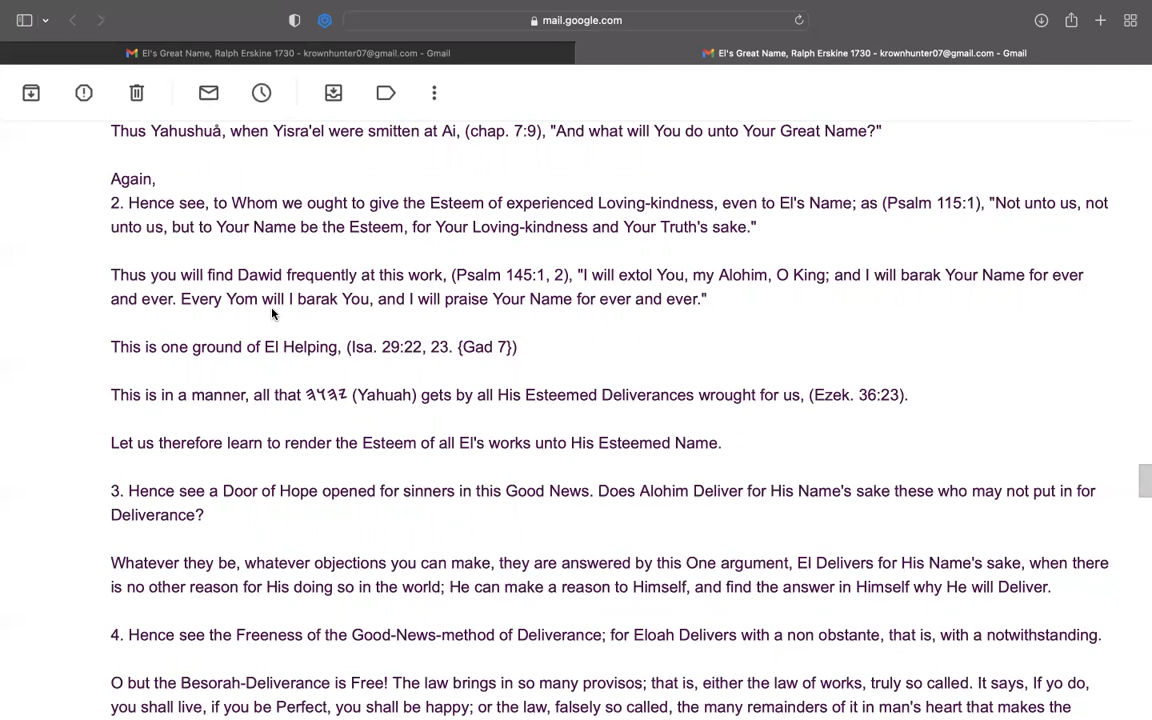 mail.google.com
El's Great Name, Ralph Erskine 1730 - krownhunter07@gmail.com - Gmail
El's Great Name, Ralph Erskine 1730 - krownhunter07@gmail.com - Gmail
Thus Yahushuå, when Yisra'el were smitten at Ai, (chap. 7:9), "And what will You do unto Your Great Name?"
Again,
2. Hence see, to Whom we ought to give the Esteem of experienced Loving-kindness, even to El's Name; as (Psalm 115:1), "Not unto us, not
unto us, but to Your Name be the Esteem, for Your Loving-kindness and Your Truth's sake."
Thus you will find Dawid frequently at this work, (Psalm 145:1, 2), "I will extol You, my Alohim, O King; and I will barak Your Name for ever
and ever. Every Yom will I barak You, and I will praise Your Name for ever and ever."
This is one ground of El Helping, (Isa. 29:22, 23. {Gad 7})
This is in a manner, all that 𐤉𐤄𐤅𐤄 (Yahuah) gets by all His Esteemed Deliverances wrought for us, (Ezek. 36:23).
Let us therefore learn to render the Esteem of all El's works unto His Esteemed Name.
3. Hence see a Door of Hope opened for sinners in this Good News. Does Alohim Deliver for His Name's sake these who may not put in for
Deliverance?
Whatever they be, whatever objections you can make, they are answered by this One argument, El Delivers for His Name's sake, when there
is no other reason for His doing so in the world; He can make a reason to Himself, and find the answer in Himself why He will Deliver.
4. Hence see the Freeness of the Good-News-method of Deliverance; for Eloah Delivers with a non obstante, that is, with a notwithstanding.
O but the Besorah-Deliverance is Free! The law brings in so many provisos; that is, either the law of works, truly so called. It says, If yo do,
you shall live, if you be Perfect, you shall be happy; or the law, falsely so called, the many remainders of it in man's heart that makes the